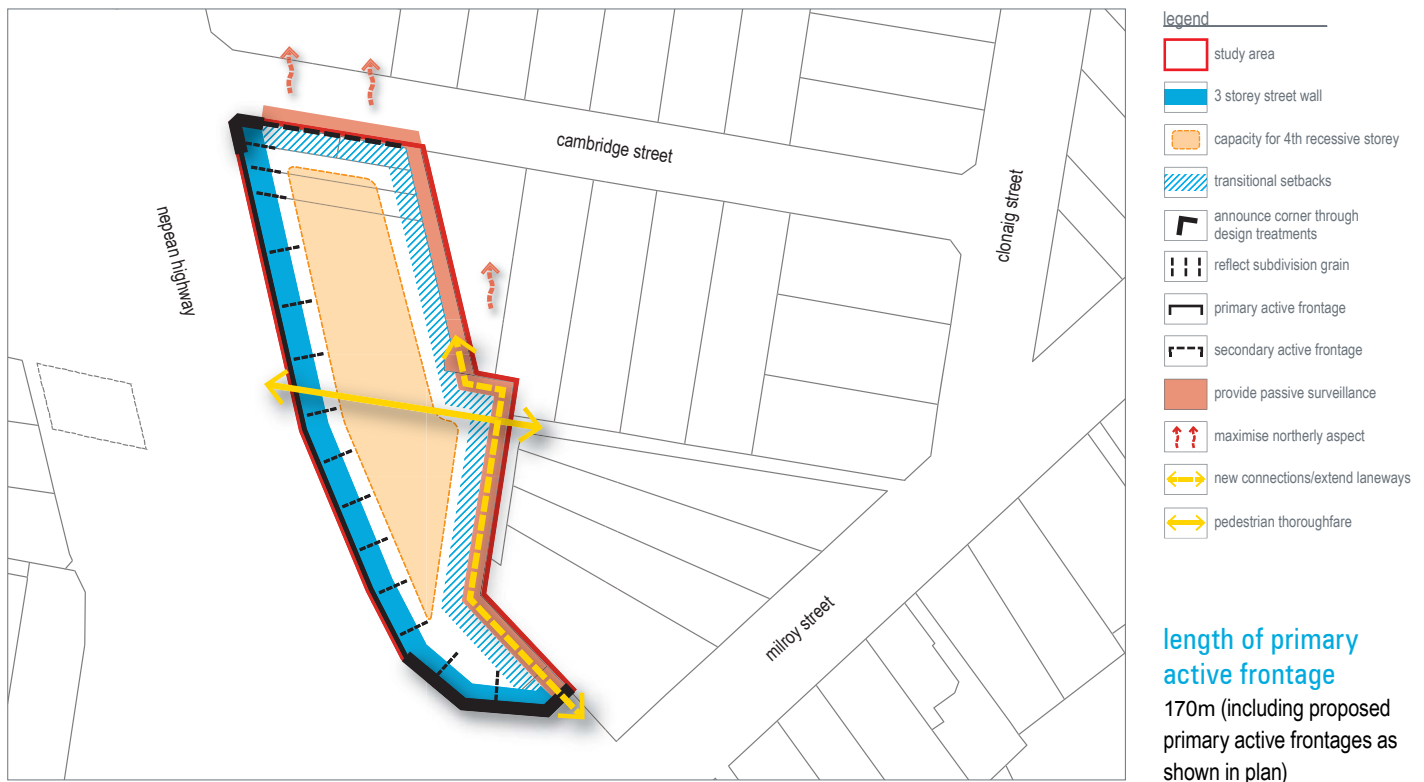 cambridge street
nepean highway
clonaig street
milroy street
legend
study area
3 storey street wall
capacity for 4th recessive storey
transitional setbacks
announce corner through
design treatments
reflect subdivision grain
primary active frontage
secondary active frontage
provide passive surveillance
maximise northerly aspect
new connections/extend laneways
pedestrian thoroughfare
length of primary
active frontage
170m (including proposed
primary active frontages as
shown in plan)